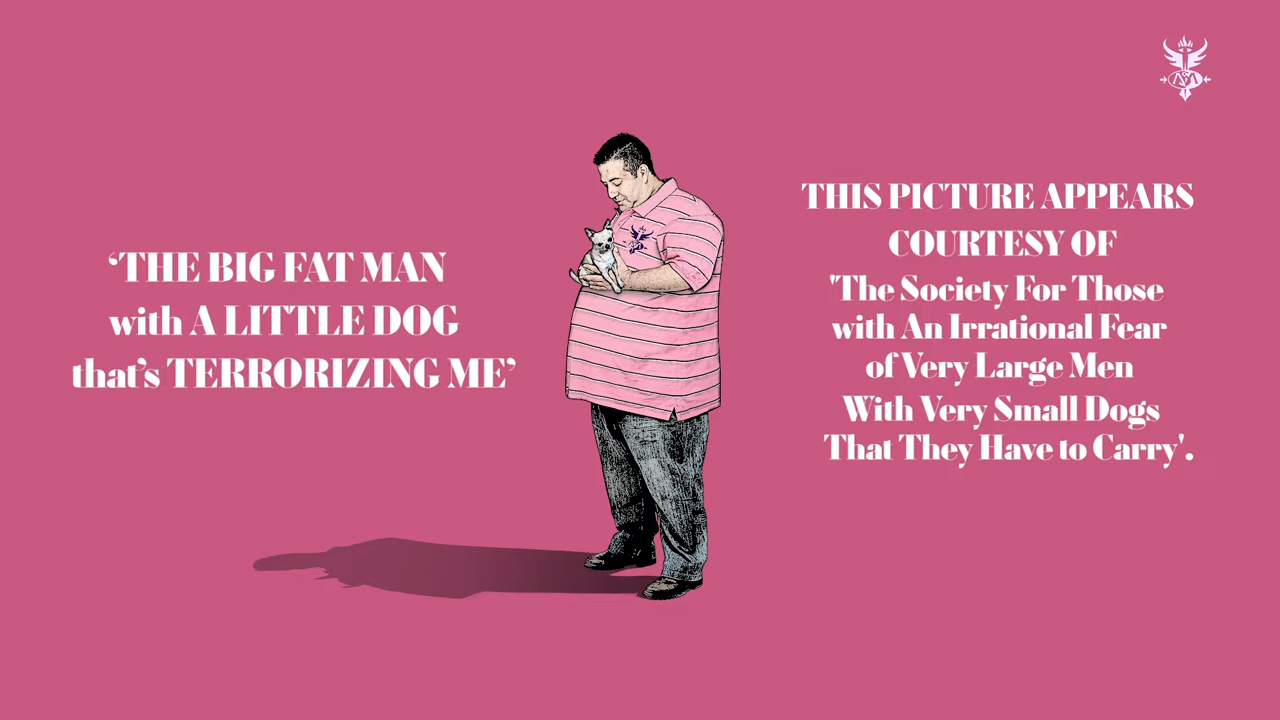 ‘THE BIG FAT MAN
with A LITTLE DOG
that’s TERRORIZING ME’
THIS PICTURE APPEARS
COURTESY OF
'The Society For Those
with An Irrational Fear
of Very Large Men
With Very Small Dogs
That They Have to Carry'.